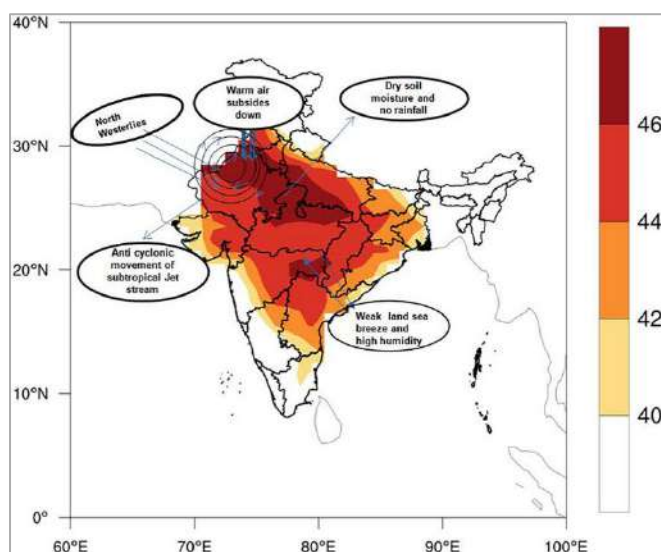 40°N
Warm air
subsides
down
Dry soil
moisture and
no rainfall
North
Westerlies
46
30°N
44
Anti cyclonic
movement of
subtropical Jet
stream
20°N
Weak land sea
breeze and
high humidity
42
40
10°N
0°
60°E
70°E
80°E
90°E
100°E